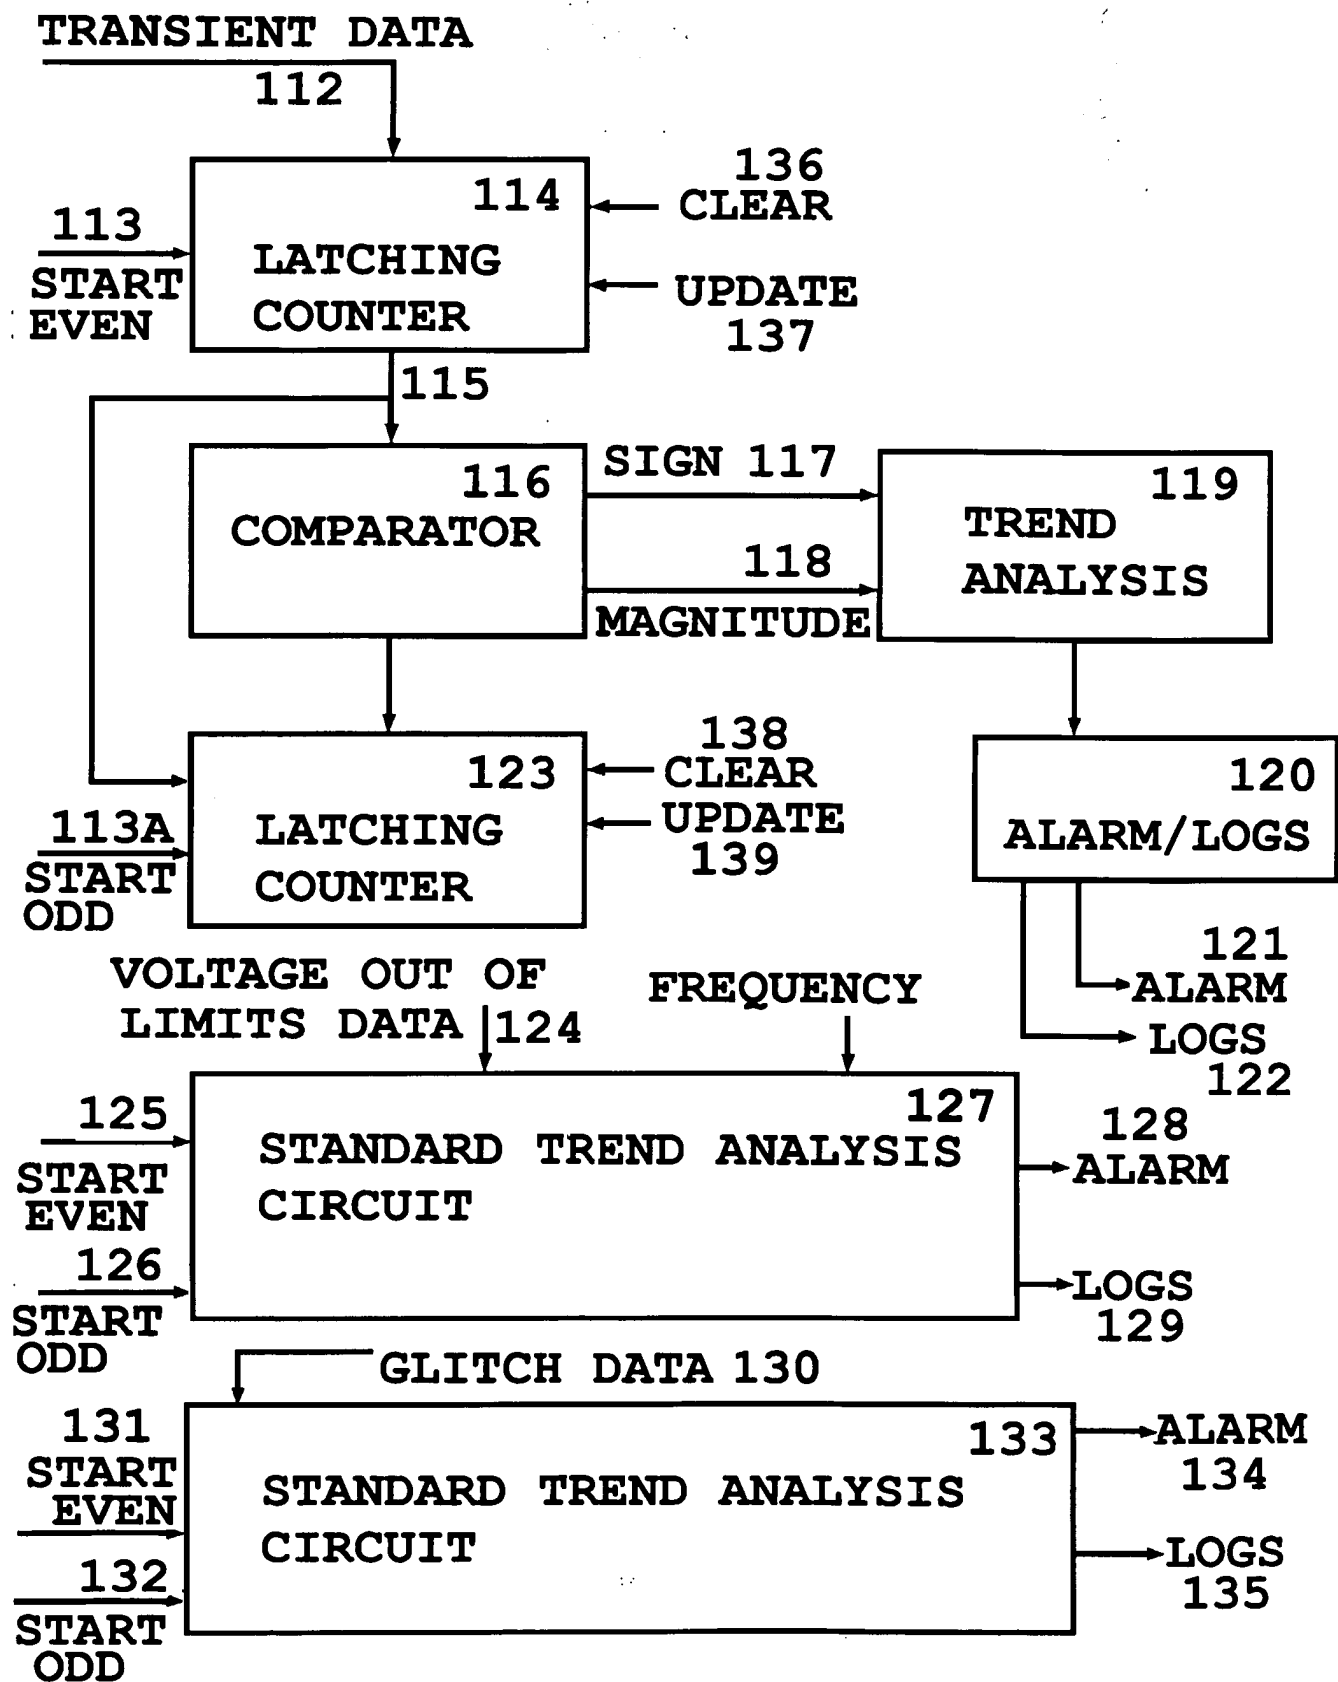 TRANSIENT DATA
112
114
LATCHING
COUNTER
136
CLEAR
113
START
EVEN
UPDATE
137
115
116
COMPARATOR
SIGN 117
118
MAGNITUDE
119
TREND
ANALYSIS
123
LATCHING
COUNTER
138
CLEAR
UPDATE
139
113A
START
ODD
120
ALARM/LOGS
121
ALARM
LOGS
122
VOLTAGE OUT OF
LIMITS DATA 124
FREQUENCY
125
START
EVEN
126
START
ODD
127
STANDARD TREND ANALYSIS
CIRCUIT
128
ALARM
LOGS
129
GLITCH DATA 130
131
START
EVEN
132
START
ODD
133
STANDARD TREND ANALYSIS
CIRCUIT
ALARM
134
LOGS
135